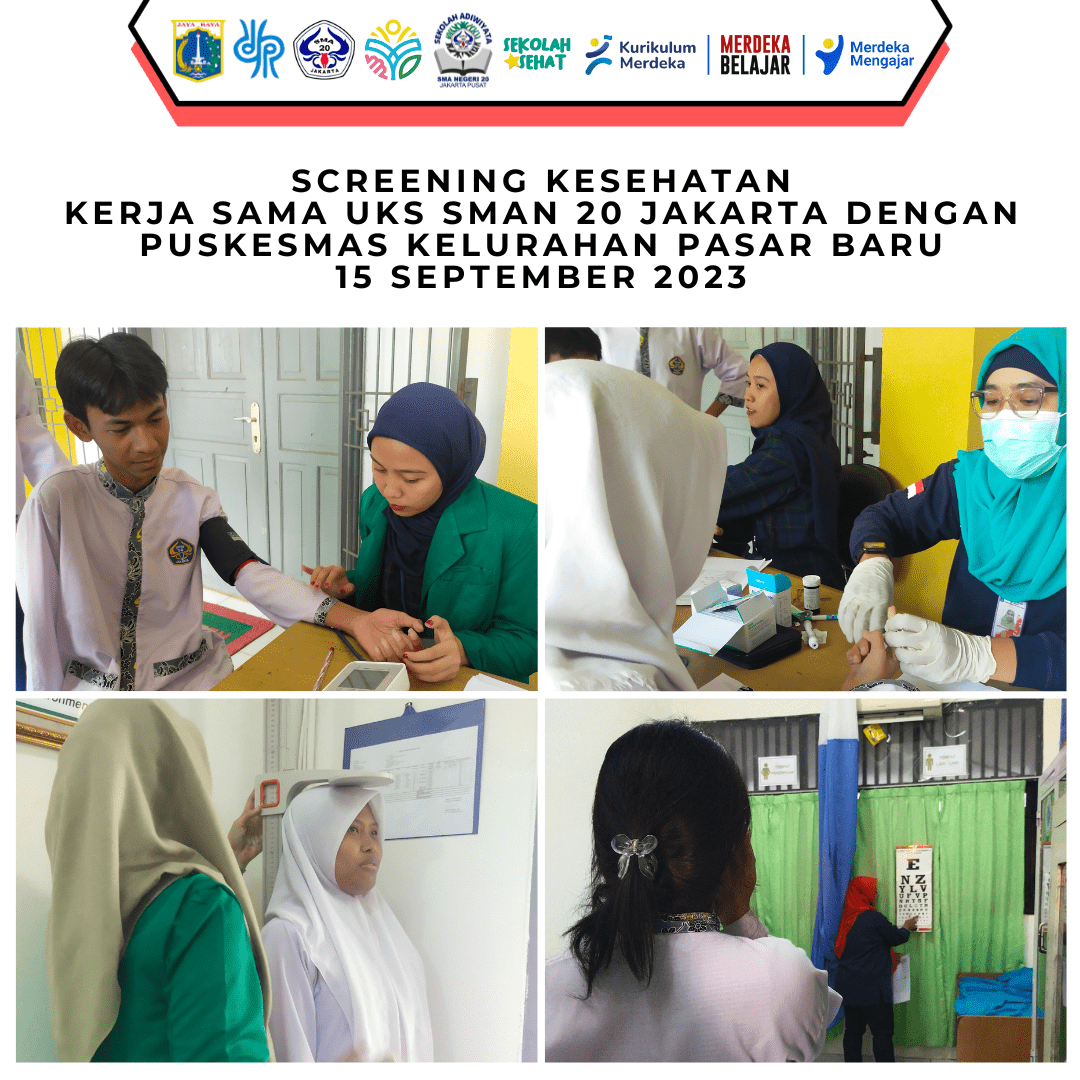 JAYA RAYA
SMA
20
JAKARTA
SEKOLAH ADIWIYATA
SMA NEGERI 20
JAKARTA PUSAT
SEKOLAH
SEHAT
Kurikulum
Merdeka
MERDEKA
BELAJAR
Merdeka
Mengajar
SCREENING KESEHATAN
KERJA SAMA UKS SMAN 20 JAKARTA DENGAN
PUSKESMAS KELURAHAN PASAR BARU
15 SEPTEMBER 2023
E
N Z
Y L V
U F V P